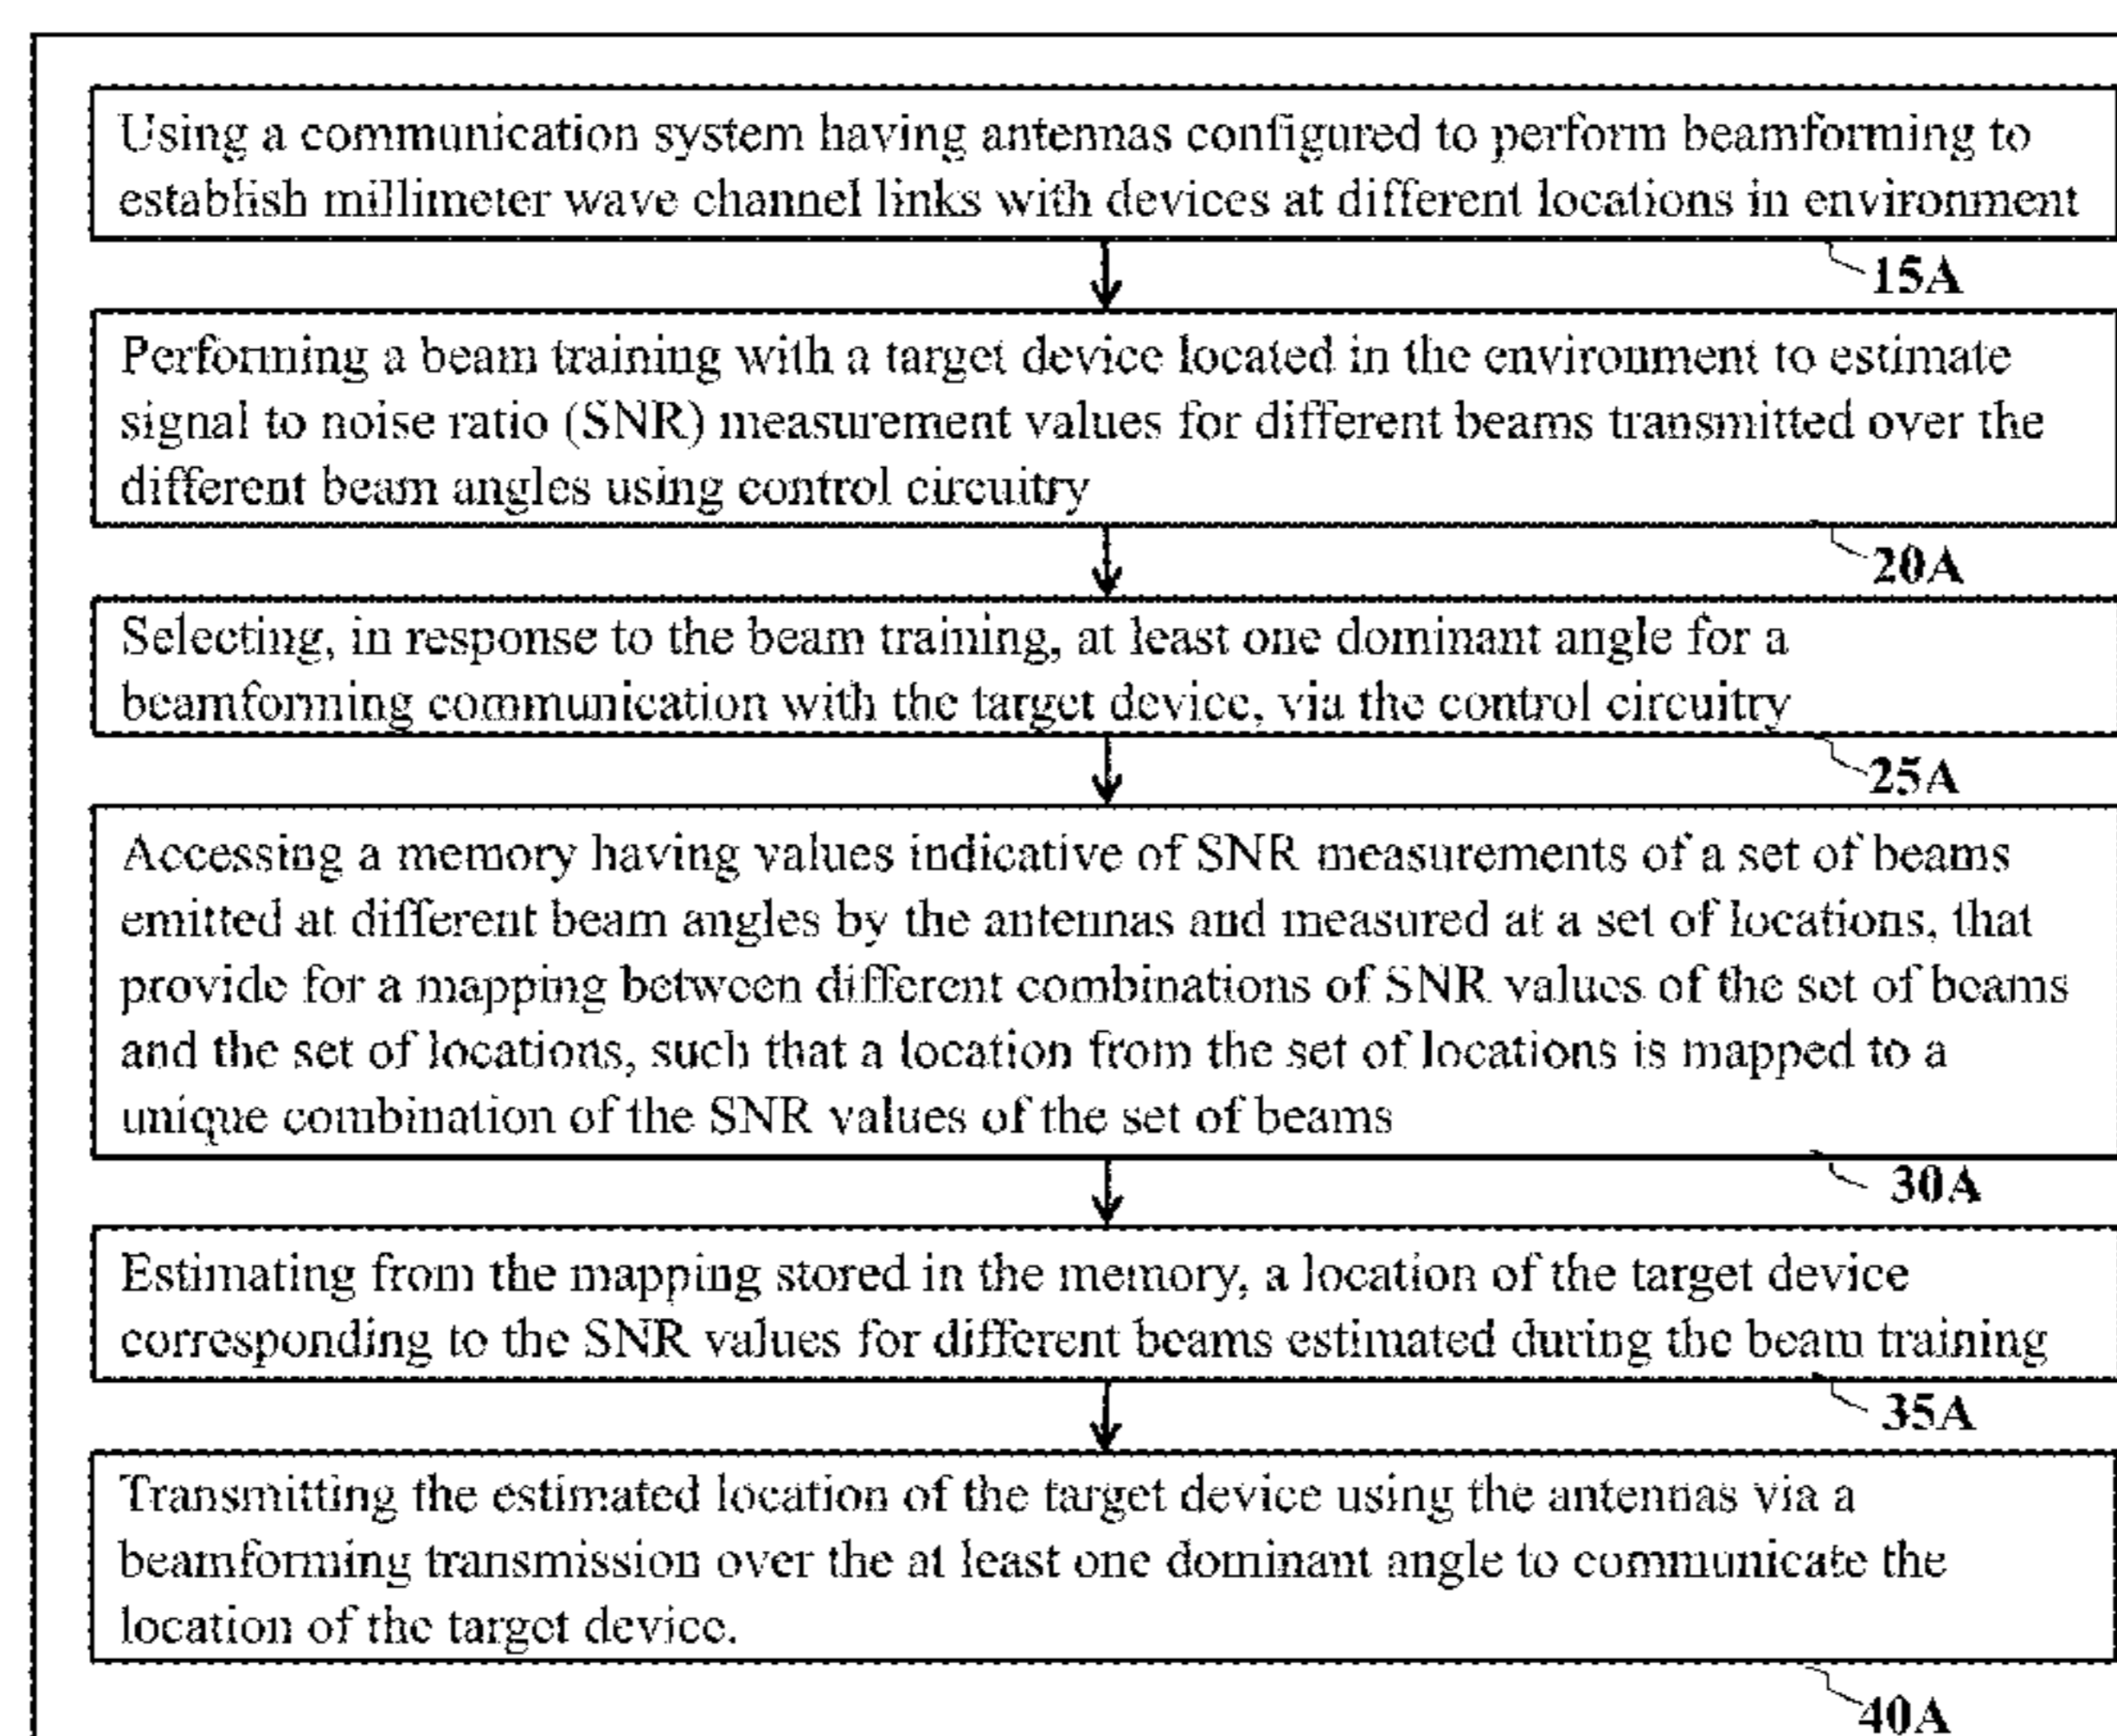 Using a communication system having antennas configured to perform beamforming to
establish millimeter wave channel links with devices at different locations in environment
15A
Performing a beam training with a target device located in the environment to estimate
signal to noise ratio (SNR) measurement values for different beams transmitted over the
different beam angles using control circuitry
20A
Selecting, in response to the beam training, at least one dominant angle for a
beamforming communication with the target device, via the control circuitry
25A
Accessing a memory having values indicative of SNR measurements of a set of beams
emitted at different beam angles by the antennas and measured at a set of locations, that
provide for a mapping between different combinations of SNR values of the set of beams
and the set of locations, such that a location from the set of locations is mapped to a
unique combination of the SNR values of the set of beams
30A
Estimating from the mapping stored in the memory, a location of the target device
corresponding to the SNR values for different beams estimated during the beam training
35A
Transmitting the estimated location of the target device using the antennas via a
beamforming transmission over the at least one dominant angle to communicate the
location of the target device.
40A